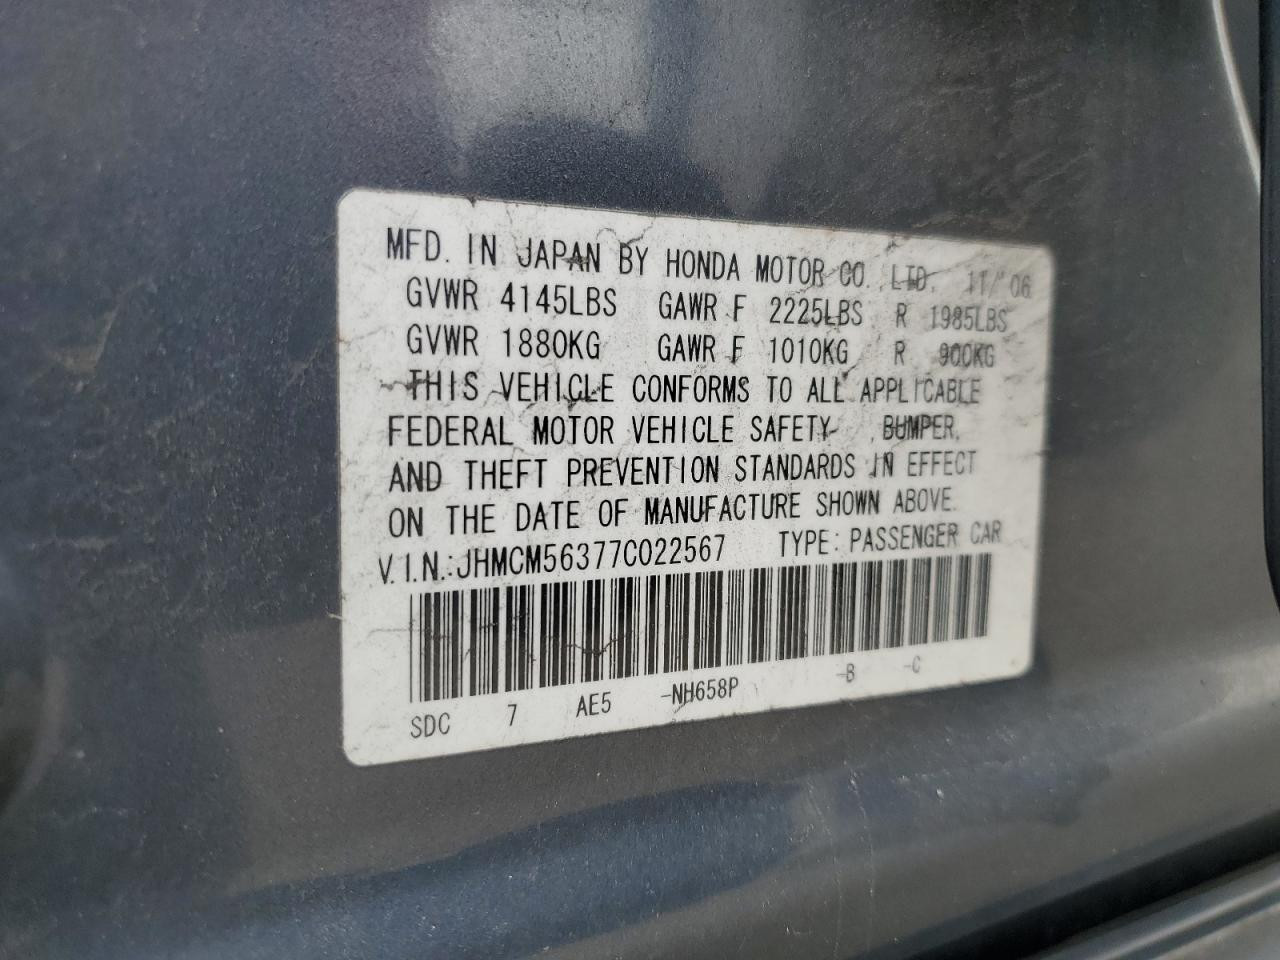 MFD. IN JAPAN BY HONDA MOTOR CO., LTD. 11/06
GVWR 4145LBS GAWR F 2225LBS R 1985LBS
GVWR 1880KG GAWR F 1010KG R 900KG
THIS VEHICLE CONFORMS TO ALL APPLICABLE
FEDERAL MOTOR VEHICLE SAFETY, BUMPER,
AND THEFT PREVENTION STANDARDS IN EFFECT
ON THE DATE OF MANUFACTURE SHOWN ABOVE.
V.I.N.:JHMCM56377C022567 TYPE:PASSENGER CAR
SDC 7 AE5 -NH658P -B -C